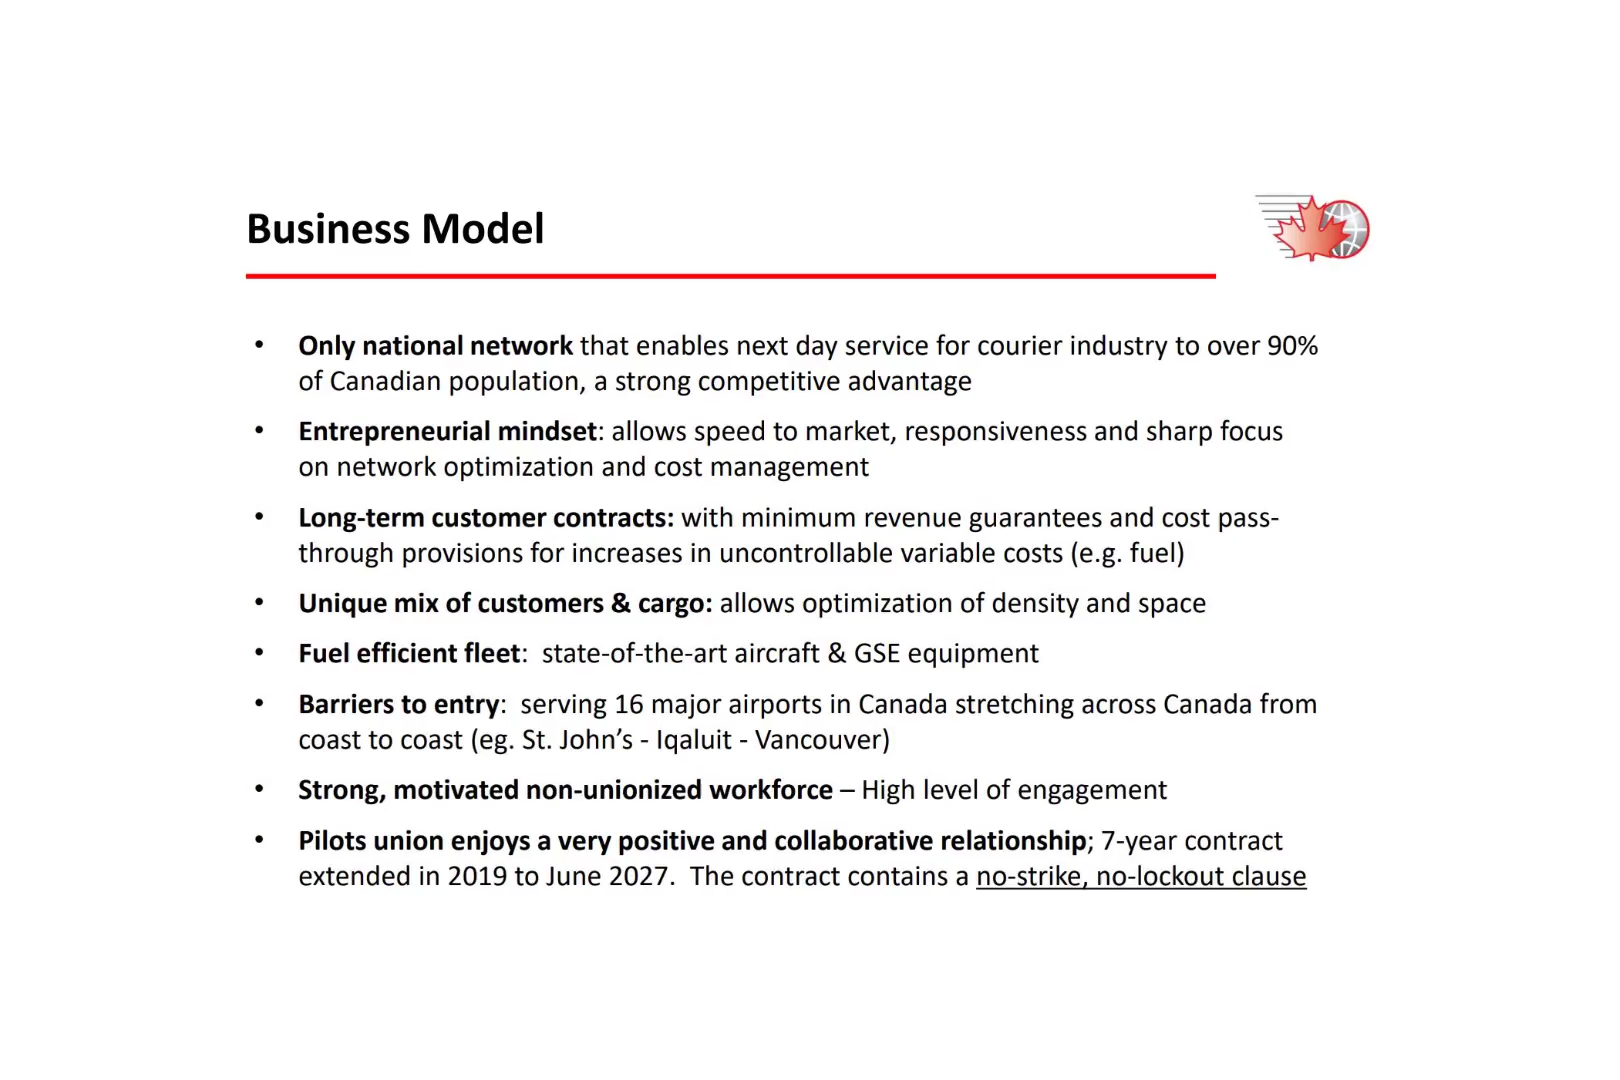 Business Model
• Only national network that enables next day service for courier industry to over 90%
of Canadian population, a strong competitive advantage
• Entrepreneurial mindset: allows speed to market, responsiveness and sharp focus
on network optimization and cost management
• Long-term customer contracts: with minimum revenue guarantees and cost pass-
through provisions for increases in uncontrollable variable costs (e.g. fuel)
• Unique mix of customers & cargo: allows optimization of density and space
• Fuel efficient fleet:  state-of-the-art aircraft & GSE equipment
• Barriers to entry:  serving 16 major airports in Canada stretching across Canada from
coast to coast (eg. St. John’s - Iqaluit - Vancouver)
• Strong, motivated non-unionized workforce – High level of engagement
• Pilots union enjoys a very positive and collaborative relationship; 7-year contract
extended in 2019 to June 2027.  The contract contains a no-strike, no-lockout clause